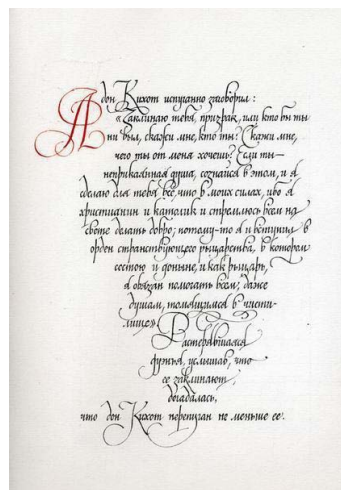 А дон Кихот испуганно заговорил:
«Заклинаю тебя, призрак, или кто бы ты
ни был, скажи мне, кто ты? Скажи мне,
чего ты от меня хочешь? Если ты —
неприкаянная душа, сознайся в этом, и я
сделаю для тебя всё, что в моих силах, ибо я
христианин и католик и стремлюсь всем на
свете делать добро; потому-то я и вступил в
орден странствующего рыцарства, в котором
состою и доныне, и как рыцарь,
я обязан помогать всем; даже
душам, томящимся в чисти-
лище».
Растерявшаяся
дуэнья, услышав, что
ее заклинают,
догадалась,
что дон Кихот перепуган не меньше ее.